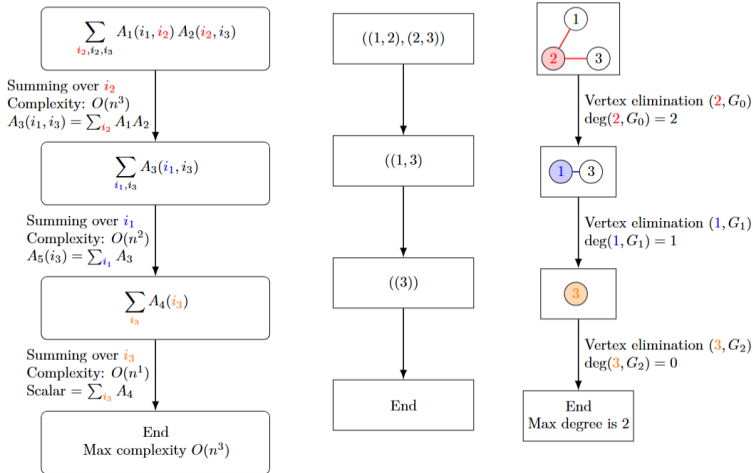 ∑ A₁(i₁,i₂) A₂(i₂,i₃)
i₂,i₂,i₃
Summing over i₂
Complexity: O(n³)
A₃(i₁,i₃) = ∑_{i₂} A₁A₂
∑ A₃(i₁,i₃)
i₁,i₃
Summing over i₁
Complexity: O(n²)
A₅(i₃) = ∑_{i₁} A₃
∑ A₄(i₃)
i₃
Summing over i₃
Complexity: O(n¹)
Scalar = ∑_{i₃} A₄
End
Max complexity O(n³)
((1,2),(2,3))
((1,3)
((3))
End
1
2
3
Vertex elimination (2,G₀)
deg(2,G₀) = 2
1
3
Vertex elimination (1,G₁)
deg(1,G₁) = 1
3
Vertex elimination (3,G₂)
deg(3,G₂) = 0
End
Max degree is 2